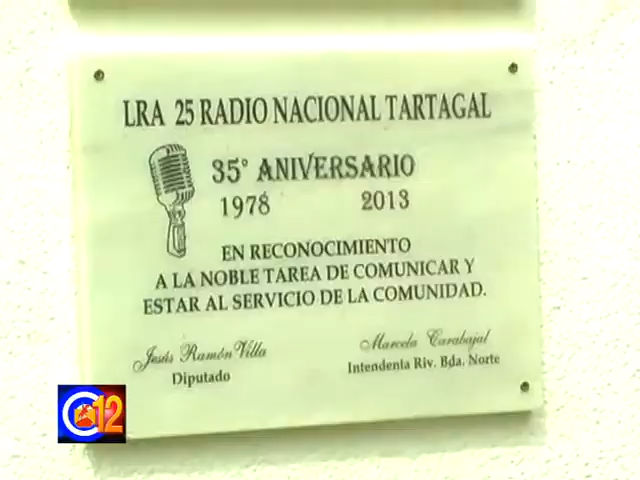 LRA 25 RADIO NACIONAL TARTAGAL
35° ANIVERSARIO
1978 2013
EN RECONOCIMIENTO
A LA NOBLE TAREA DE COMUNICAR Y
ESTAR AL SERVICIO DE LA COMUNIDAD.
Jesús Ramón Villa
Diputado
Marcela Carabajal
Intendenta Riv. Bda. Norte
C 12